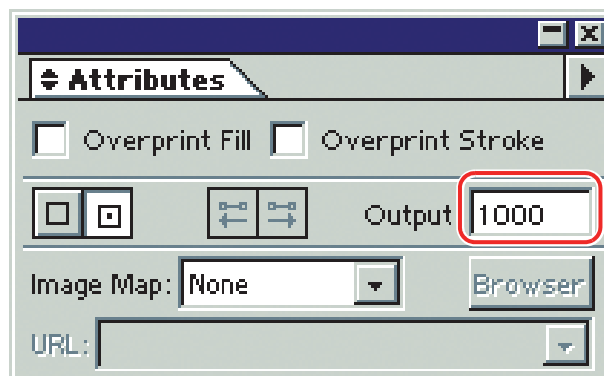 Attributes
Overprint Fill Overprint Stroke
Output 1000
Image Map: None Browser
URL: